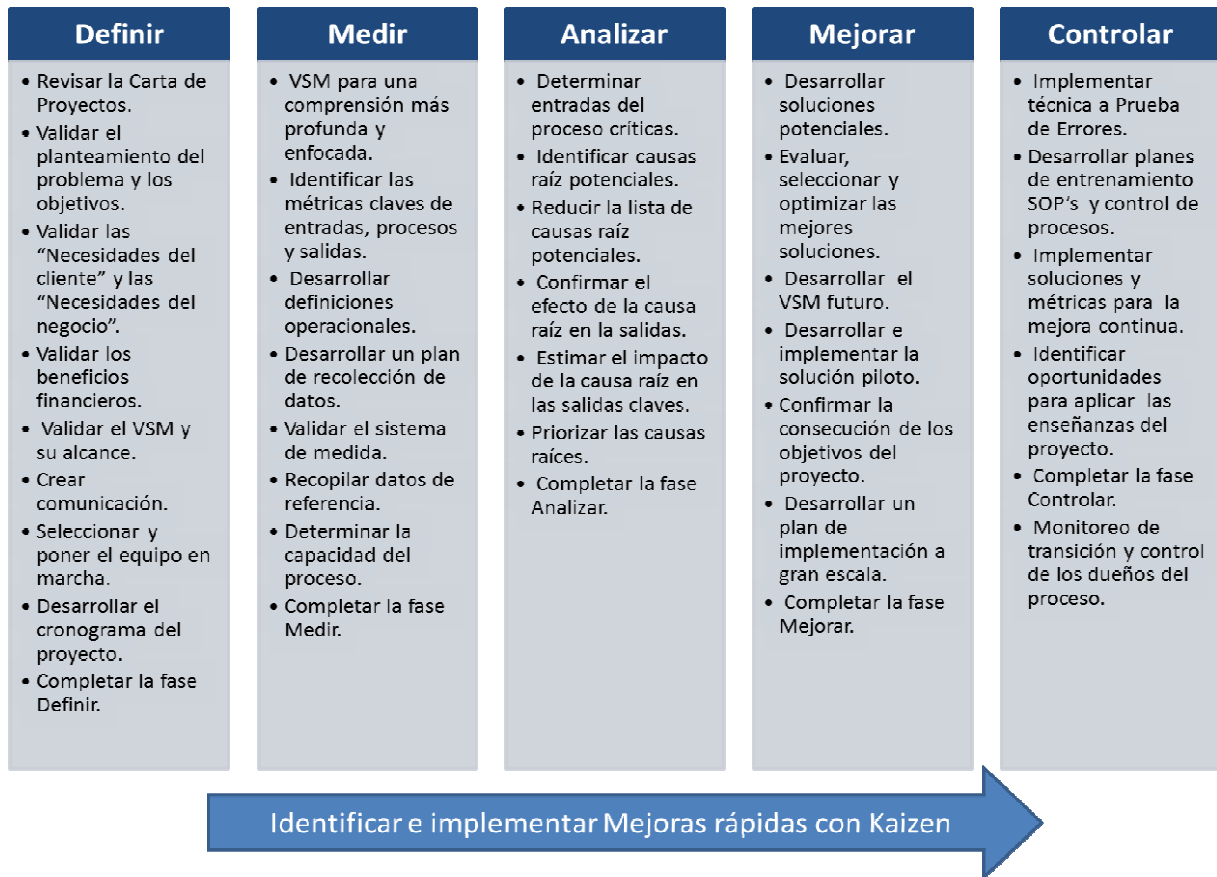 Definir
• Revisar la Carta de
Proyectos.
• Validar el
planteamiento del
problema y los
objetivos.
• Validar las
“Necesidades del
cliente” y las
“Necesidades del
negocio”.
• Validar los
beneficios
financieros.
• Validar el VSM y
su alcance.
• Crear
comunicación.
• Seleccionar y
poner el equipo en
marcha.
• Desarrollar el
cronograma del
proyecto.
• Completar la fase
Definir.
Medir
• VSM para una
comprensión más
profunda y
enfocada.
• Identificar las
métricas claves de
entradas, procesos
y salidas.
• Desarrollar
definiciones
operacionales.
• Desarrollar un plan
de recolección de
datos.
• Validar el sistema
de medida.
• Recopilar datos de
referencia.
• Determinar la
capacidad del
proceso.
• Completar la fase
Medir.
Analizar
• Determinar
entradas del
proceso críticas.
• Identificar causas
raíz potenciales.
• Reducir la lista de
causas raíz
potenciales.
• Confirmar el
efecto de la causa
raíz en la salidas.
• Estimar el impacto
de la causa raíz en
las salidas claves.
• Priorizar las causas
raíces.
• Completar la fase
Analizar.
Mejorar
• Desarrollar
soluciones
potenciales.
• Evaluar,
seleccionar y
optimizar las
mejores
soluciones.
• Desarrollar el
VSM futuro.
• Desarrollar e
implementar la
solución piloto.
• Confirmar la
consecución de los
objetivos del
proyecto.
• Desarrollar un
plan de
implementación a
gran escala.
• Completar la fase
Mejorar.
Controlar
• Implementar
técnica a Prueba
de Errores.
• Desarrollar planes
de entrenamiento
SOP‘s y control de
procesos.
• Implementar
soluciones y
métricas para la
mejora continua.
• Identificar
oportunidades
para aplicar las
enseñanzas del
proyecto.
• Completar la fase
Controlar.
• Monitoreo de
transición y control
de los dueños del
proceso.
Identificar e implementar Mejoras rápidas con Kaizen